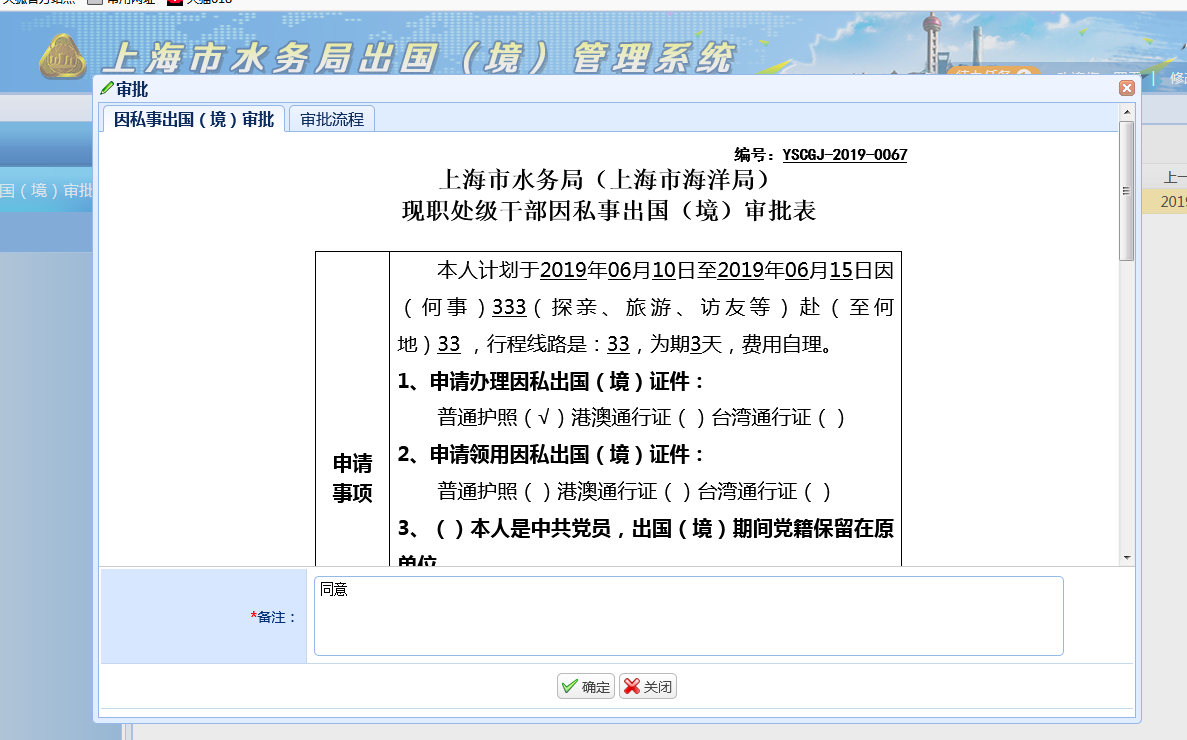 常用网址
上海市水务局出国（境）管理系统
审批
因私事出国（境）审批 审批流程
国（境）审批
上一
2019
编号：YSCGJ-2019-0067
上海市水务局（上海市海洋局）
现职处级干部因私事出国（境）审批表
本人计划于2019年06月10日至2019年06月15日因
（何事）333（探亲、旅游、访友等）赴（至何
地）33 ，行程线路是：33，为期3天，费用自理。
1、申请办理因私出国（境）证件：
普通护照（√）港澳通行证（ ）台湾通行证（ ）
2、申请领用因私出国（境）证件：
普通护照（ ）港澳通行证（ ）台湾通行证（ ）
3、（ ）本人是中共党员，出国（境）期间党籍保留在原
单位
申请
事项
*备注：
同意
确定 关闭